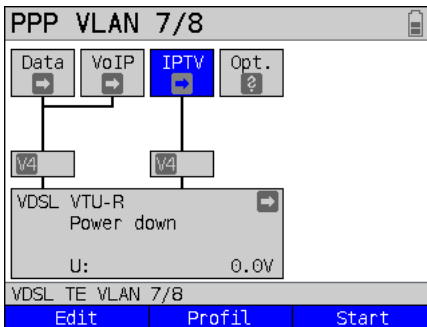 PPP VLAN 7/8
Data VoIP IPTV Opt.
?
V4 V4
VDSL VTU-R
Power down
U: 0.0V
VDSL TE VLAN 7/8
Edit Profil Start